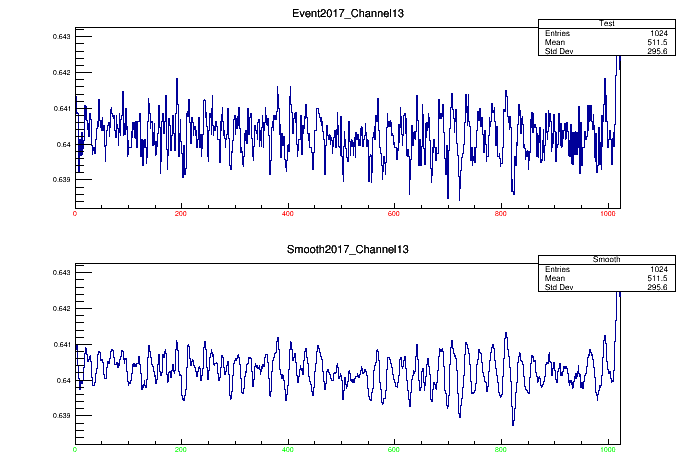 Event2017_Channel13
Test
Entries 1024
Mean 511.5
Std Dev 295.6
0.643
0.642
0.641
0.64
0.639
0 200 400 600 800 1000
Smooth2017_Channel13
Smooth
Entries 1024
Mean 511.5
Std Dev 295.6
0.643
0.642
0.641
0.64
0.639
0 200 400 600 800 1000